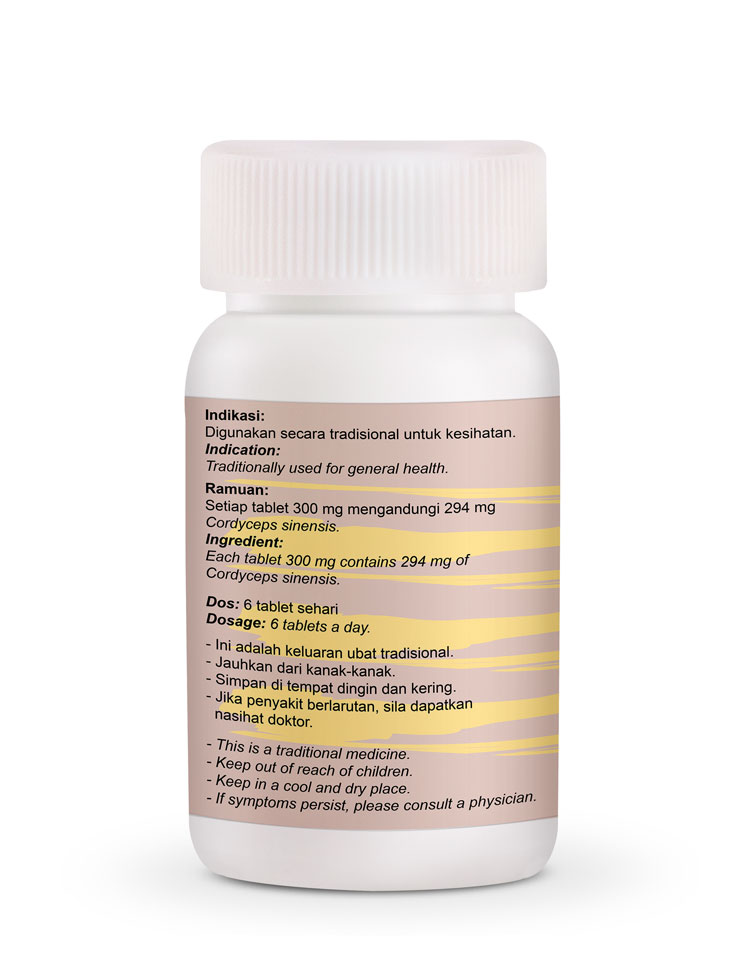 Indikasi:
Digunakan secara tradisional untuk kesihatan.
Indication:
Traditionally used for general health.
Ramuan:
Setiap tablet 300 mg mengandungi 294 mg
Cordyceps sinensis.
Ingredient:
Each tablet 300 mg contains 294 mg of
Cordyceps sinensis.
Dos: 6 tablet sehari
Dosage: 6 tablets a day.
- Ini adalah keluaran ubat tradisional.
- Jauhkan dari kanak-kanak.
- Simpan di tempat dingin dan kering.
- Jika penyakit berlarutan, sila dapatkan
nasihat doktor.
- This is a traditional medicine.
- Keep out of reach of children.
- Keep in a cool and dry place.
- If symptoms persist, please consult a physician.